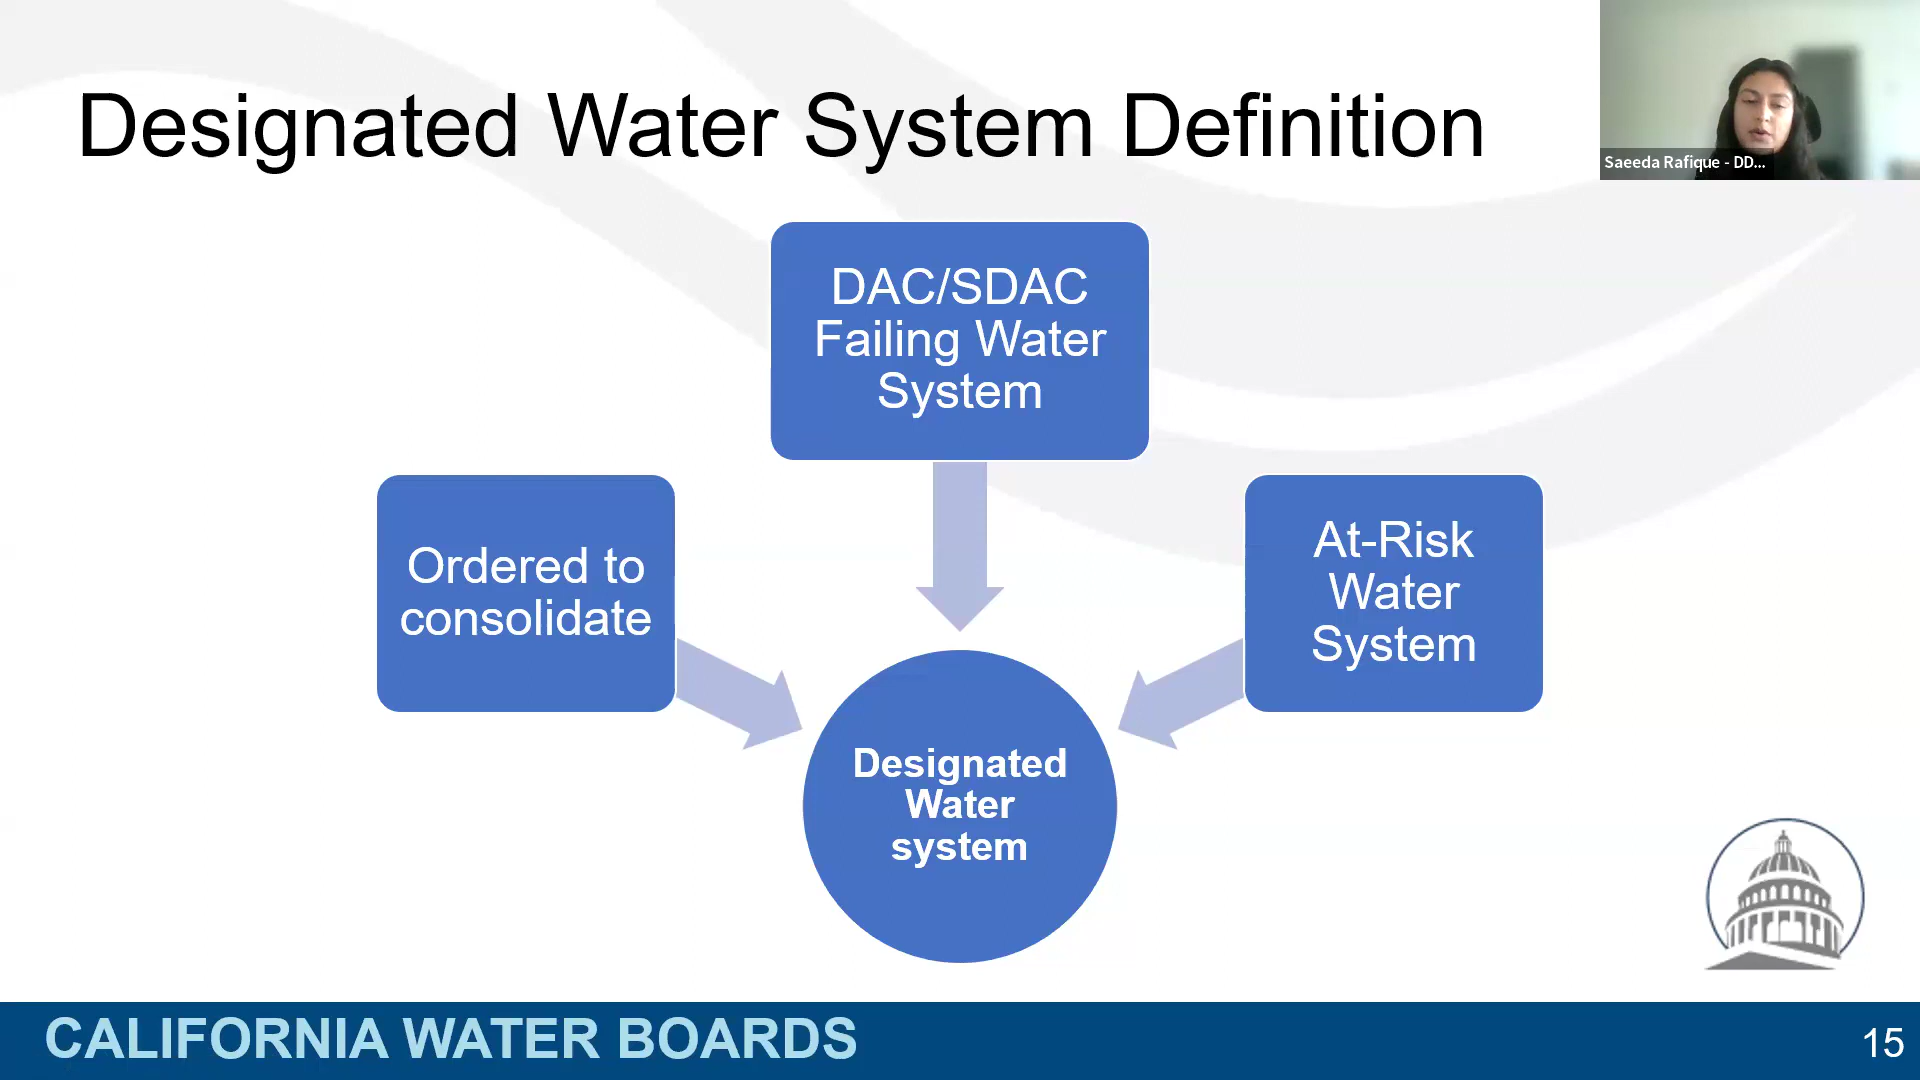 Designated Water System Definition
Saeeda Rafique - DD...
DAC/SDAC
Failing Water
System
Ordered to
consolidate
At-Risk
Water
System
Designated
Water
system
CALIFORNIA WATER BOARDS
15